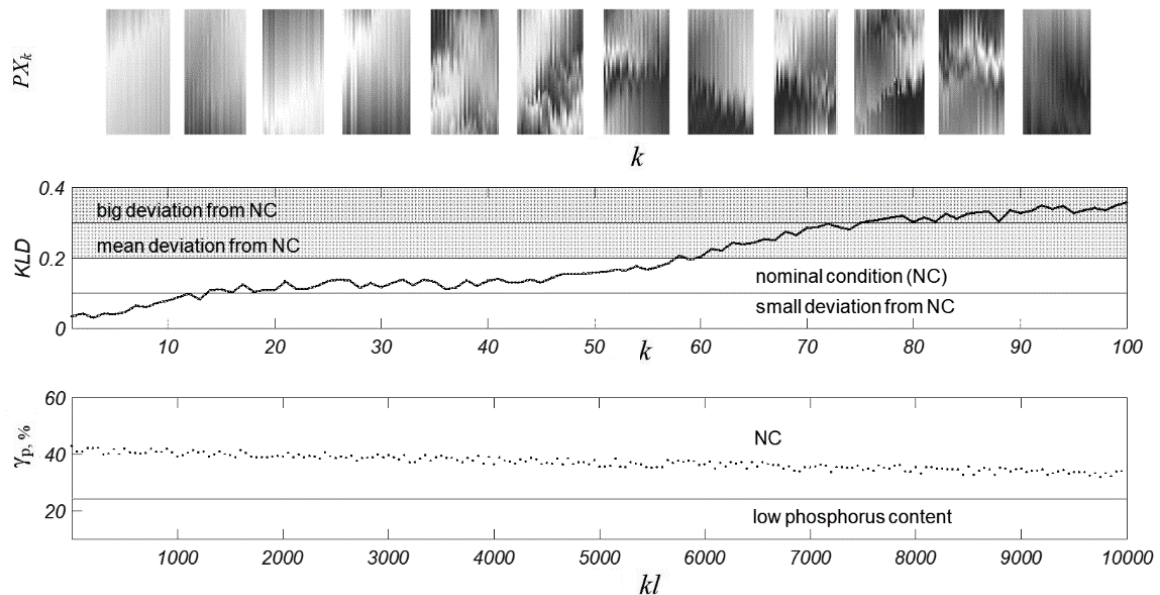 PXk
k
0.4
big deviation from NC
mean deviation from NC
KLD
0.2
nominal condition (NC)
small deviation from NC
0
10 20 30 40 50 60 70 80 90 100
k
60
γp, %
NC
40
20
low phosphorus content
1000 2000 3000 4000 5000 6000 7000 8000 9000 10000
kl